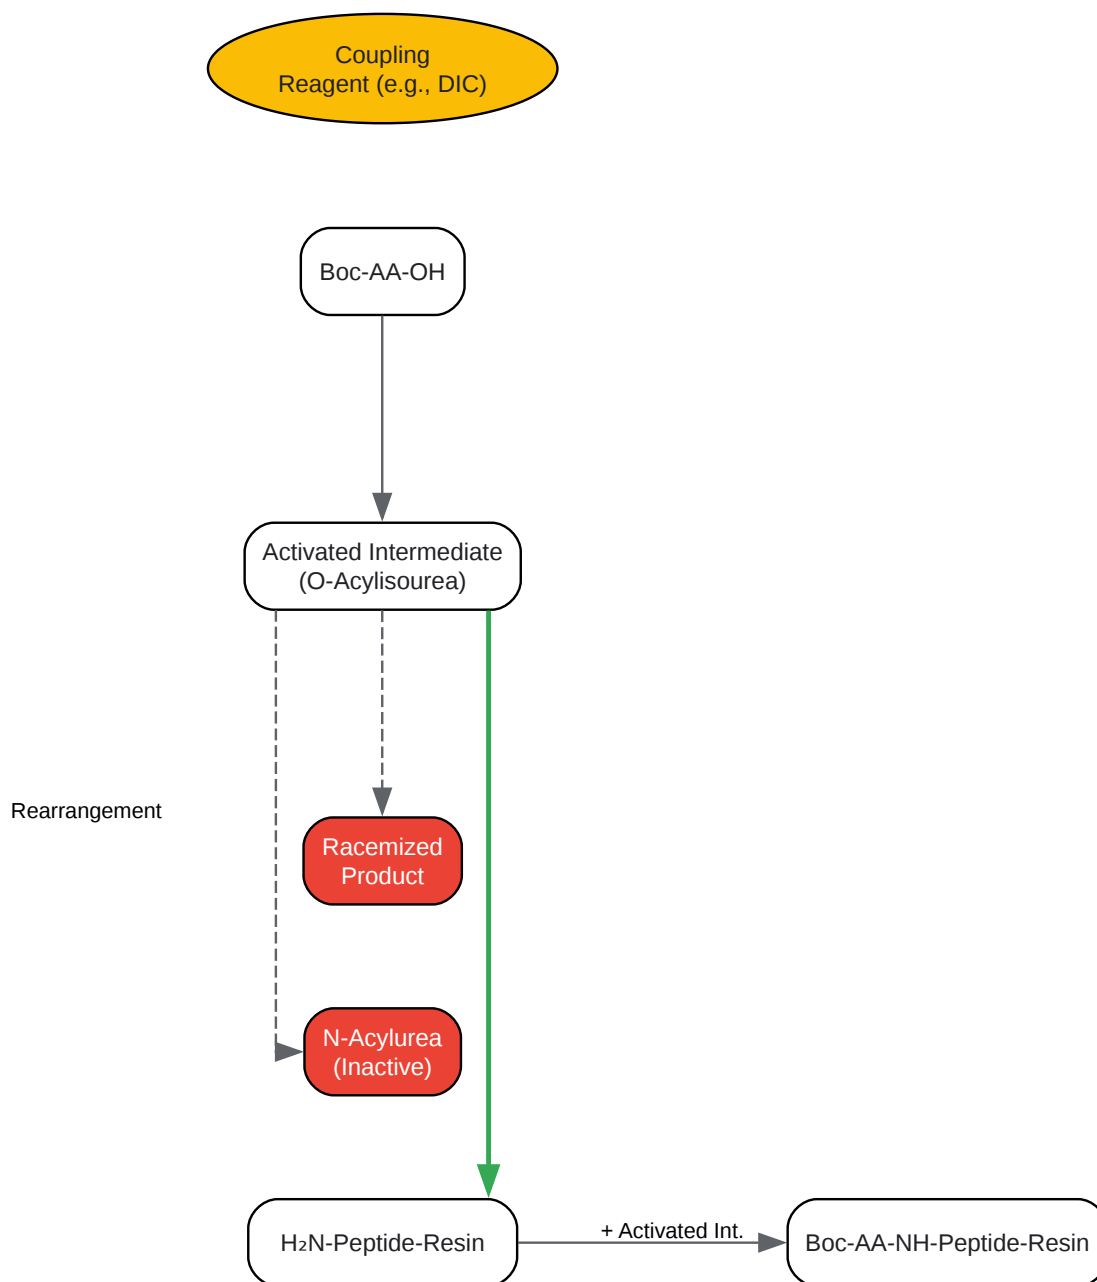 Coupling
Reagent (e.g., DIC)
Boc-AA-OH
Activated Intermediate
(O-Acylisourea)
Rearrangement
Racemized
Product
N-Acylurea
(Inactive)
H₂N-Peptide-Resin
+ Activated Int.
Boc-AA-NH-Peptide-Resin